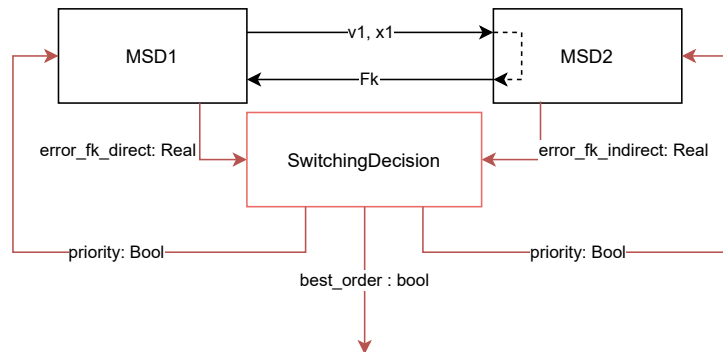 v1, x1
MSD1
MSD2
Fk
error_fk_direct: Real
SwitchingDecision
error_fk_indirect: Real
priority: Bool
priority: Bool
best_order : bool